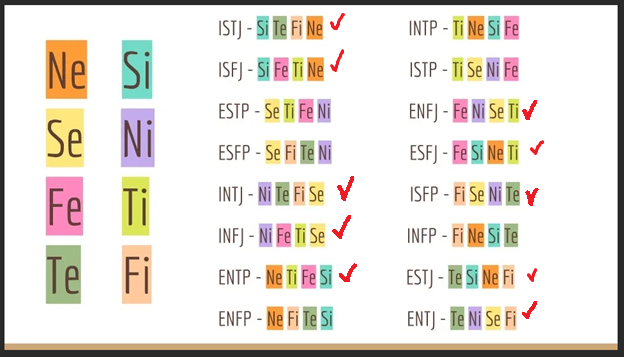 Ne Si
Se Ni
Fe Ti
Te Fi
ISTJ - Si Te Fi Ne
ISFJ - Si Fe Ti Ne
ESTP - Se Ti Fe Ni
ESFP - Se Fi Te Ni
INTJ - Ni Te Fi Se
INFJ - Ni Fe Ti Se
ENTP - Ne Ti Fe Si
ENFP - Ne Fi Te Si
INTP - Ti Ne Si Fe
ISTP - Ti Se Ni Fe
ENFJ - Fe Ni Se Ti
ESFJ - Fe Si Ne Ti
ISFP - Fi Se Ni Te
INFP - Fi Ne Si Te
ESTJ - Te Si Ne Fi
ENTJ - Te Ni Se Fi